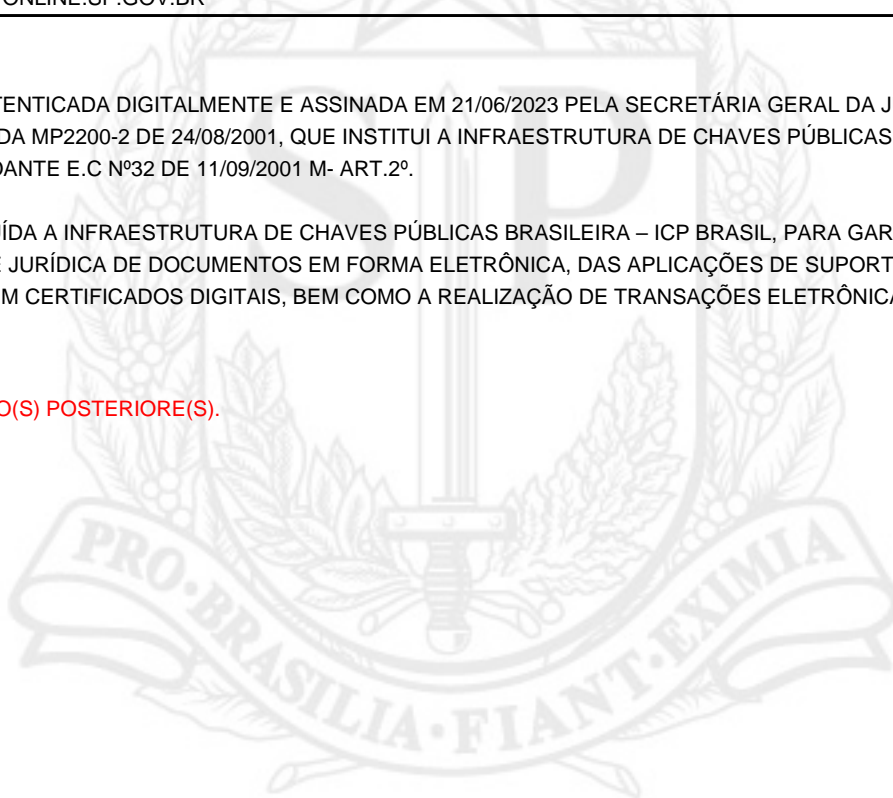 ONLINE.SP.GOV.BR
TENTICADA DIGITALMENTE E ASSINADA EM 21/06/2023 PELA SECRETÁRIA GERAL DA J
DA MP2200-2 DE 24/08/2001, QUE INSTITUI A INFRAESTRUTURA DE CHAVES PÚBLICAS
DANTE E.C Nº32 DE 11/09/2001 M- ART.2º.
ÍDA A INFRAESTRUTURA DE CHAVES PÚBLICAS BRASILEIRA – ICP BRASIL, PARA GAR
E JURÍDICA DE DOCUMENTOS EM FORMA ELETRÔNICA, DAS APLICAÇÕES DE SUPORT
M CERTIFICADOS DIGITAIS, BEM COMO A REALIZAÇÃO DE TRANSAÇÕES ELETRÔNICA
O(S) POSTERIORE(S).
SP
PRO·BRASILIA·FIANT·EXIMIA